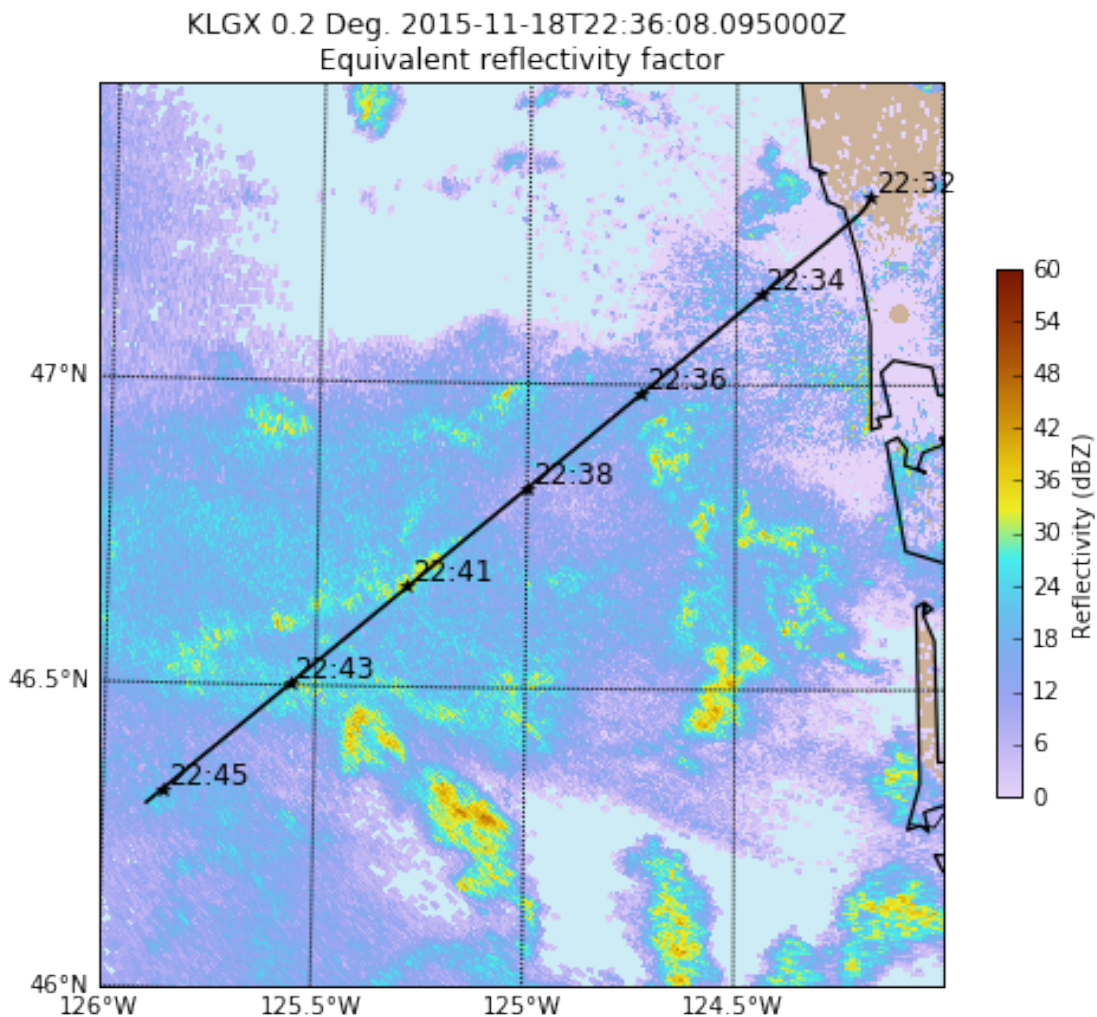 KLGX 0.2 Deg. 2015-11-18T22:36:08.095000Z
Equivalent reflectivity factor
22:32
22:34
22:36
22:38
22:41
22:43
22:45
47°N
46.5°N
46°N
126°W
125.5°W
125°W
124.5°W
60
54
48
42
36
30
24
18
12
6
0
Reflectivity (dBZ)